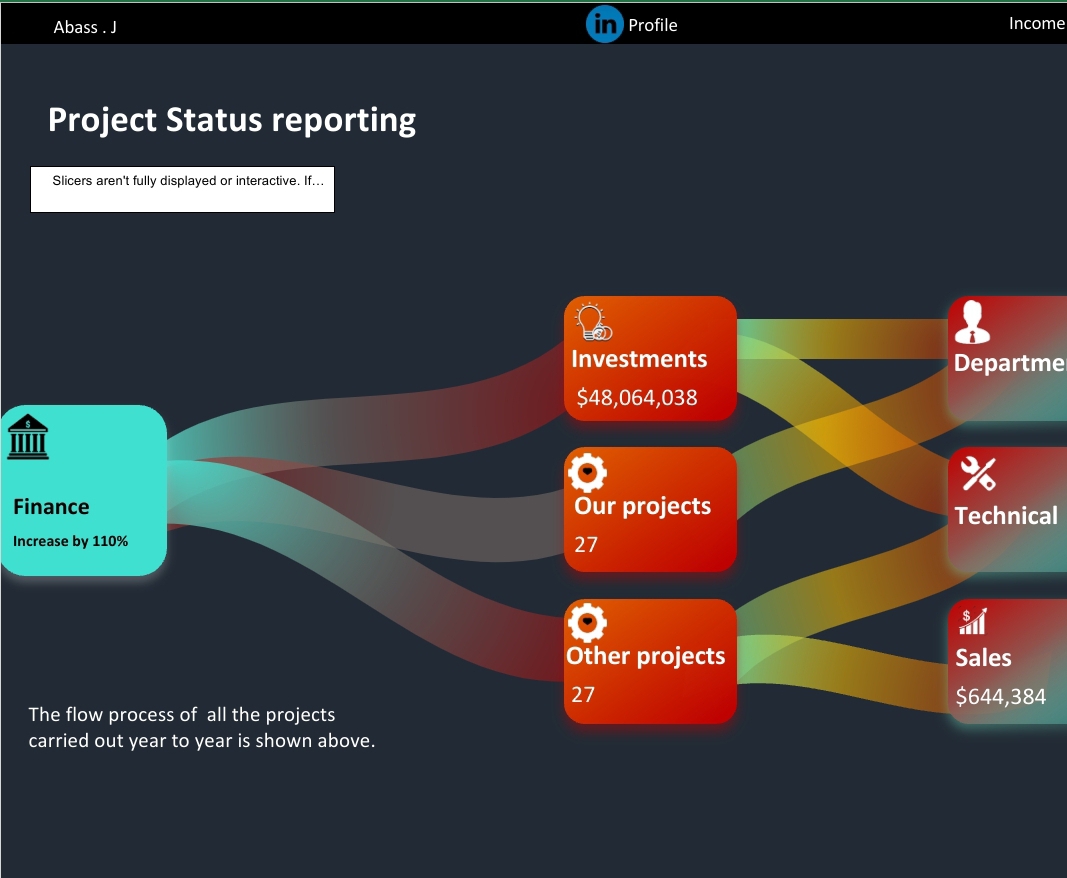 Abass . J
in Profile
Income
Project Status reporting
Slicers aren't fully displayed or interactive. If…
Investments
$48,064,038
Departme
Finance
Increase by 110%
Our projects
27
Technical
Other projects
27
Sales
$644,384
The flow process of  all the projects
carried out year to year is shown above.